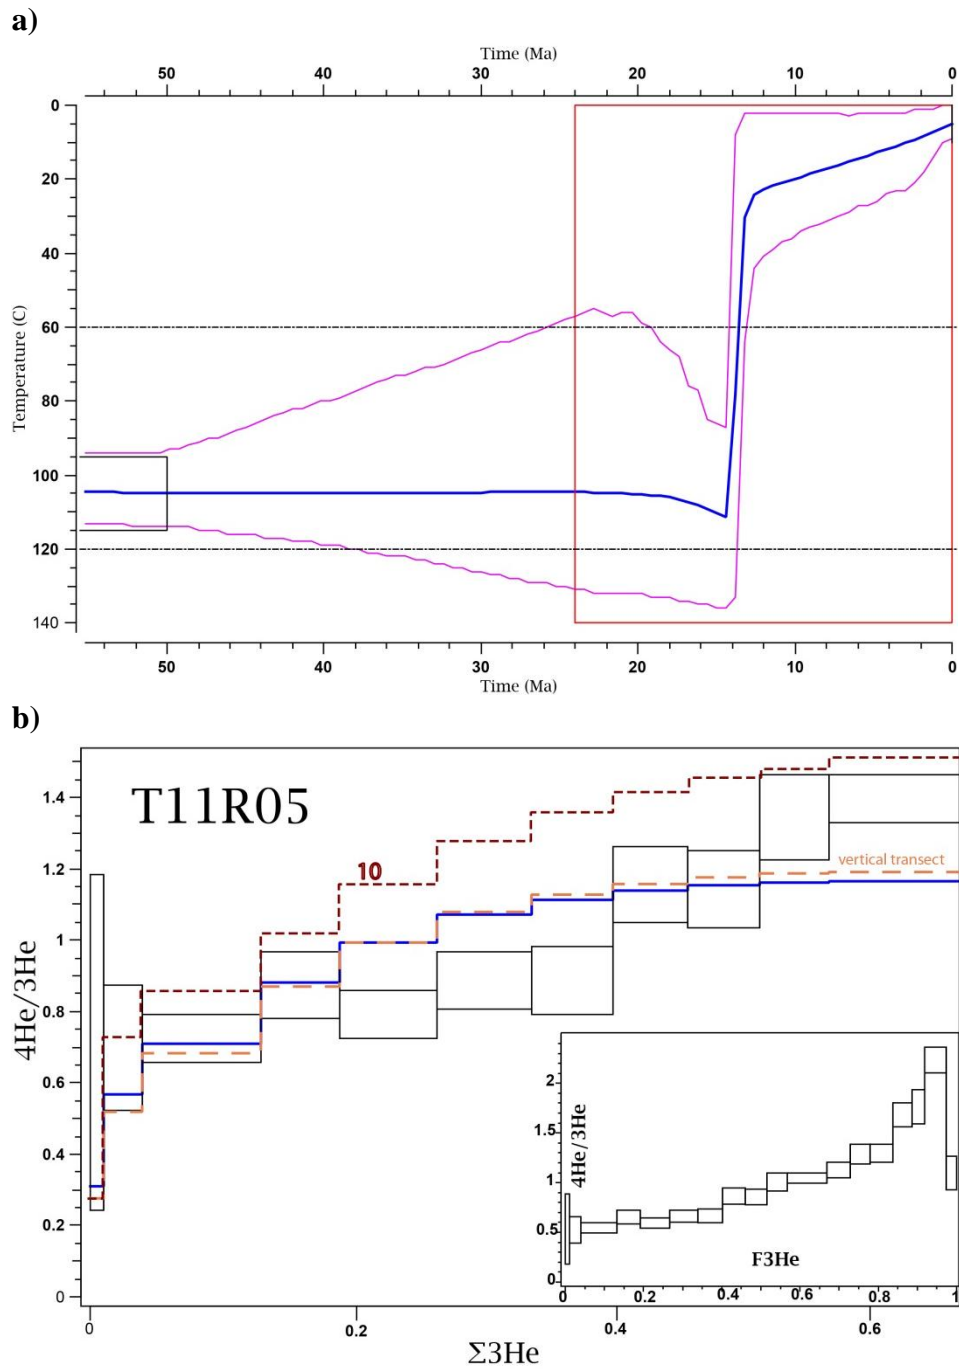 a)
Time (Ma)
50 40 30 20 10 0
0
20
40
60
80
100
120
140
Temperature (C)
50 40 30 20 10 0
Time (Ma)
b)
T11R05
1.4
1.2
1
0.8
0.6
0.4
0.2
0
4He/3He
10
vertical transect
2
1.5
1
0.5
0
4He/3He
F3He
0 0.2 0.4 0.6 0.8 1
0 0.2 0.4 0.6
Σ3He